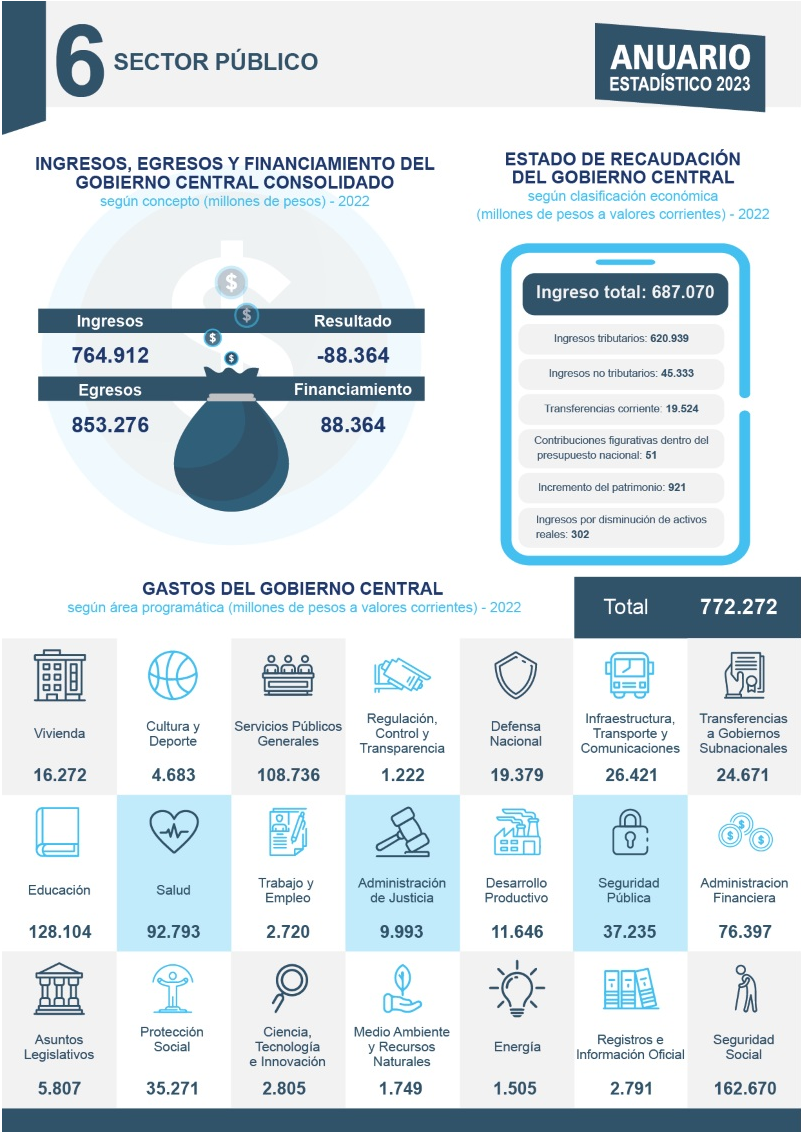 6 SECTOR PÚBLICO
ANUARIO
ESTADÍSTICO 2023
INGRESOS, EGRESOS Y FINANCIAMIENTO DEL
GOBIERNO CENTRAL CONSOLIDADO
según concepto (millones de pesos) - 2022
$
$
$
$
$
Ingresos
Resultado
764.912
-88.364
Egresos
Financiamiento
853.276
88.364
ESTADO DE RECAUDACIÓN
DEL GOBIERNO CENTRAL
según clasificación económica
(millones de pesos a valores corrientes) - 2022
Ingreso total: 687.070
Ingresos tributarios: 620.939
Ingresos no tributarios: 45.333
Transferencias corriente: 19.524
Contribuciones figurativas dentro del
presupuesto nacional: 51
Incremento del patrimonio: 921
Ingresos por disminución de activos
reales: 302
GASTOS DEL GOBIERNO CENTRAL
según área programática (millones de pesos a valores corrientes) - 2022
Total 772.272
Vivienda
16.272
Cultura y
Deporte
4.683
Servicios Públicos
Generales
108.736
Regulación,
Control y
Transparencia
1.222
Defensa
Nacional
19.379
Infraestructura,
Transporte y
Comunicaciones
26.421
Transferencias
a Gobiernos
Subnacionales
24.671
Educación
128.104
Salud
92.793
Trabajo y
Empleo
2.720
Administración
de Justicia
9.993
Desarrollo
Productivo
11.646
Seguridad
Pública
37.235
$
$
$
Administracion
Financiera
76.397
Asuntos
Legislativos
5.807
Protección
Social
35.271
Ciencia,
Tecnología
e Innovación
2.805
Medio Ambiente
y Recursos
Naturales
1.749
Energía
1.505
Registros e
Información Oficial
2.791
Seguridad
Social
162.670